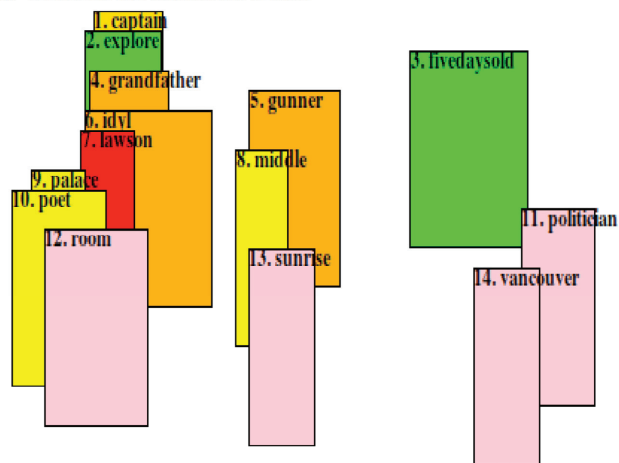 1. captain
2. explore
3. fivedaysold
4. grandfather
5. gunner
6. idyl
7. lawson
8. middle
9. palace
10. poet
11. politician
12. room
13. sunrise
14. vancouver